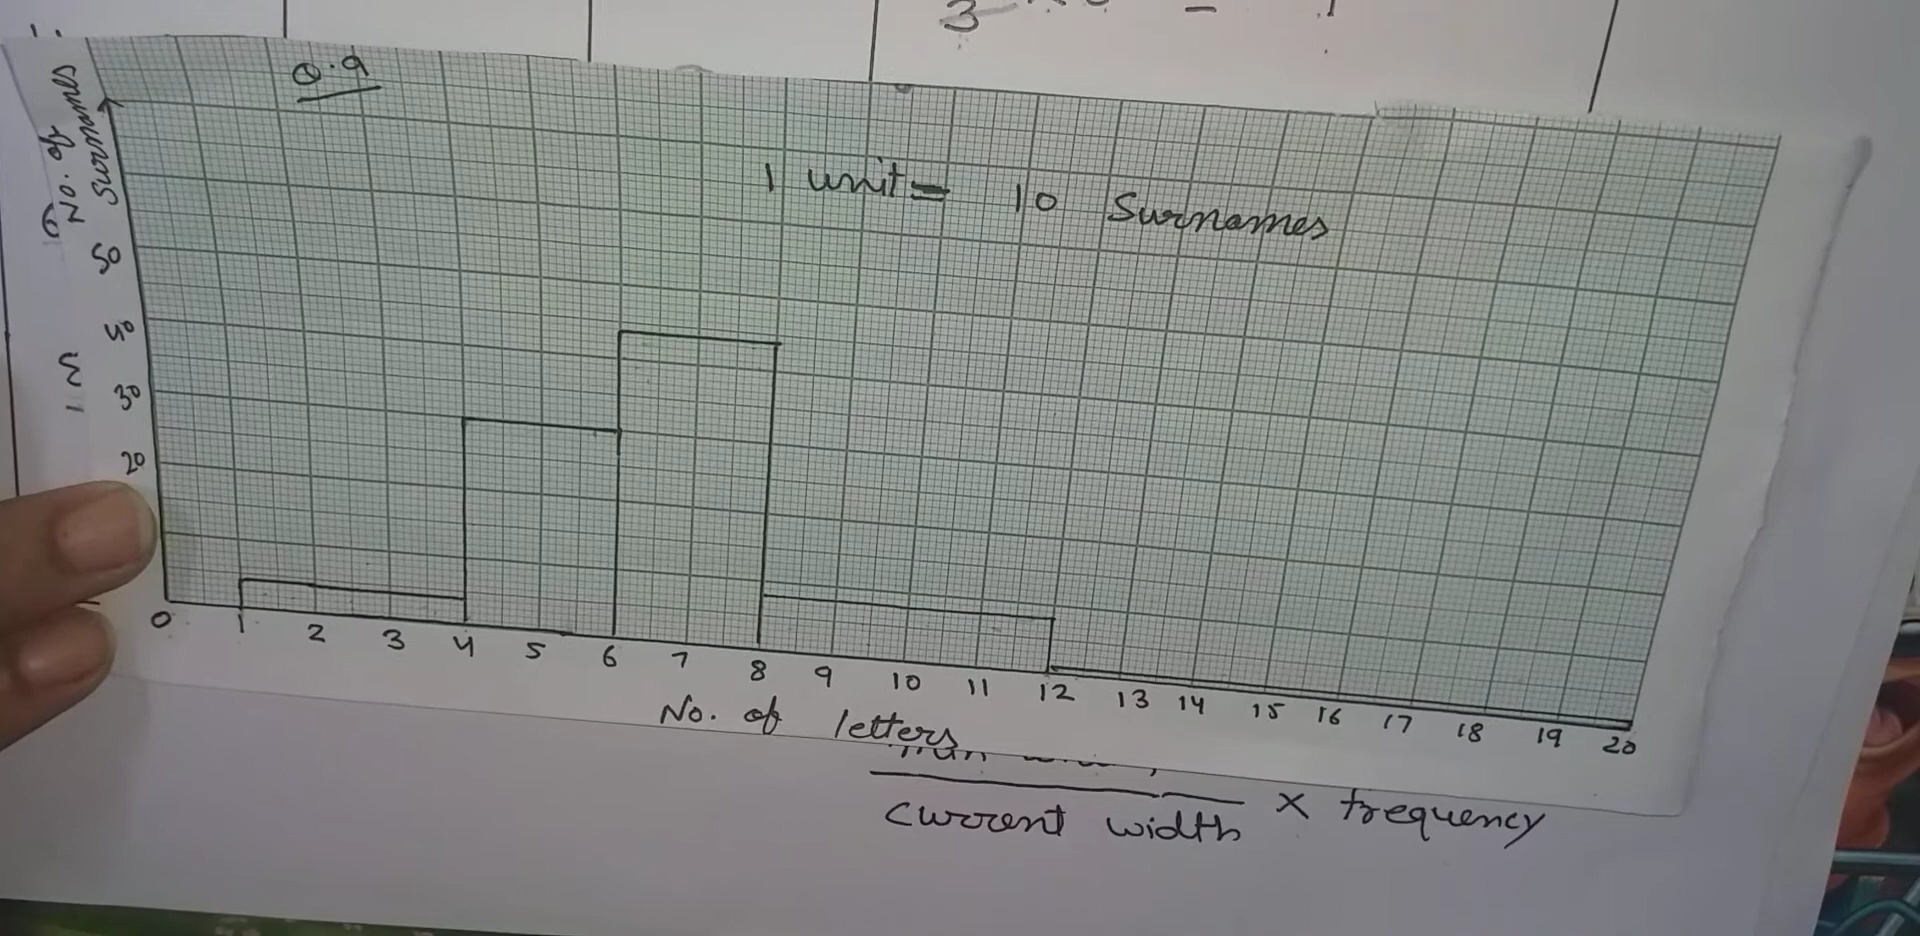 3
Q.9
No. of
Surnames
1 unit = 10 Surnames
50
40
30
20
0 1 2 3 4 5 6 7 8 9 10 11 12 13 14 15 16 17 18 19 20
No. of letters
current width × frequency